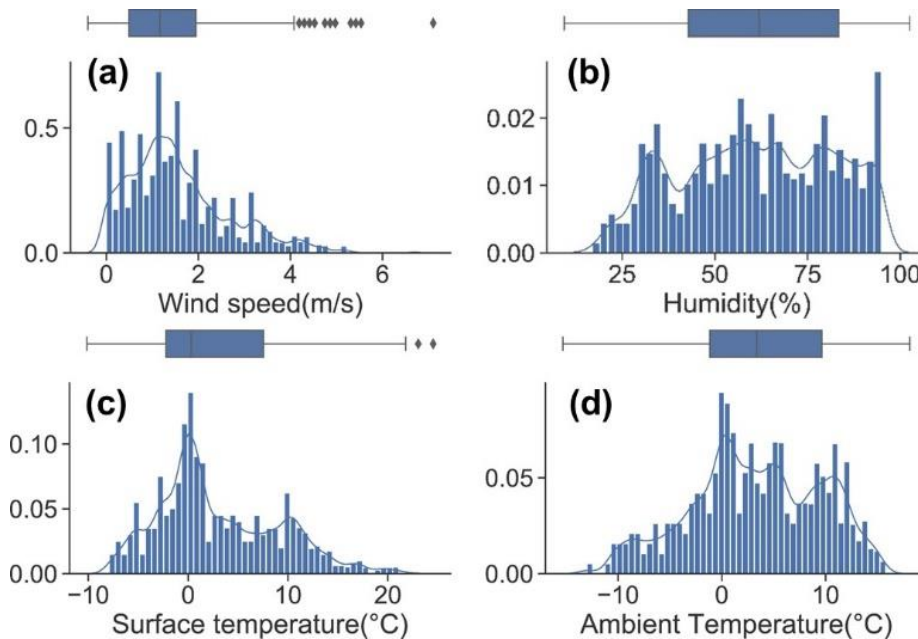 (a)
0.5
0.0
0 2 4 6
Wind speed(m/s)
(b)
0.02
0.01
0.00
25 50 75 100
Humidity(%)
(c)
0.10
0.05
0.00
−10 0 10 20
Surface temperature(°C)
(d)
0.05
0.00
−10 0 10
Ambient Temperature(°C)